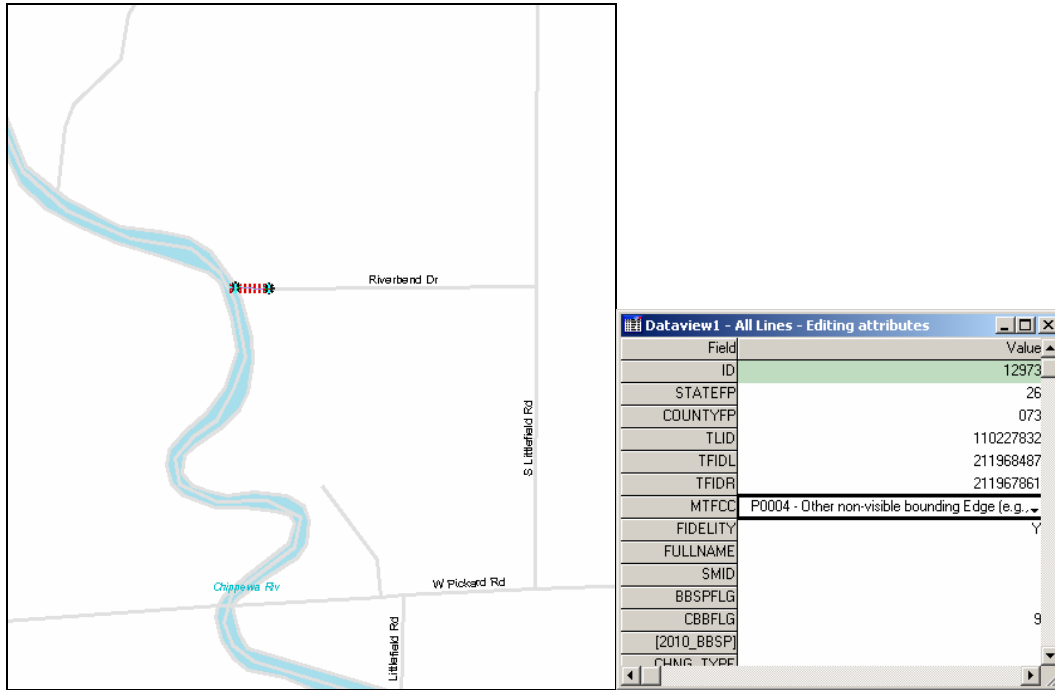 Riverbend Dr
S Littlefield Rd
Chippewa Riv
W Pickard Rd
Littlefield Rd
Dataview1 - All Lines - Editing attributes
Field Value
ID 12973
STATEFP 26
COUNTYFP 073
TLID 110227832
TFIDL 211968487
TFIDR 211967861
MTFCC P0004 - Other non-visible bounding Edge (e.g.,
FIDELITY Y
FULLNAME
SMID
BBSPFLG
CBBFLG 9
[2010_BBSP]
CHNG_TYPE